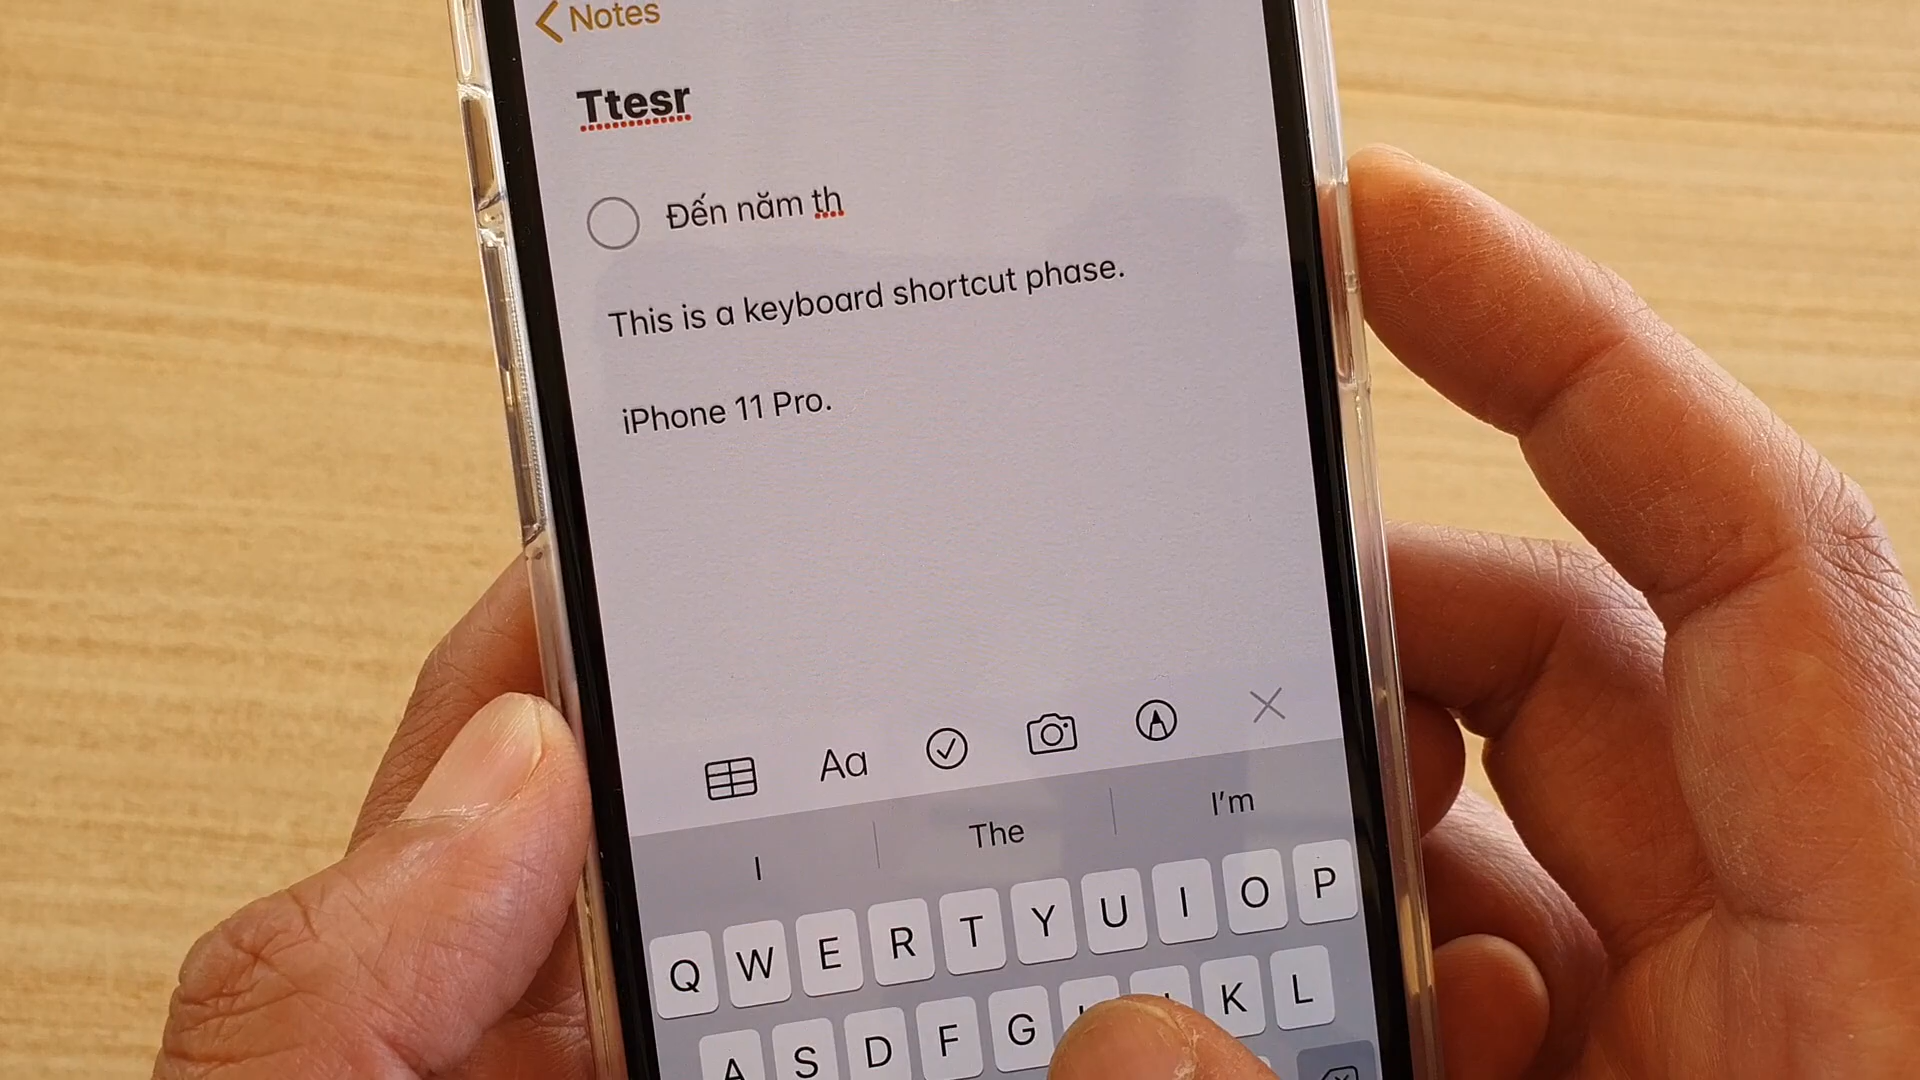 Notes
Ttesr
Đến năm th
This is a keyboard shortcut phase.
iPhone 11 Pro.
Aa
I The I'm
Q W E R T Y U I O P
A S D F G K L